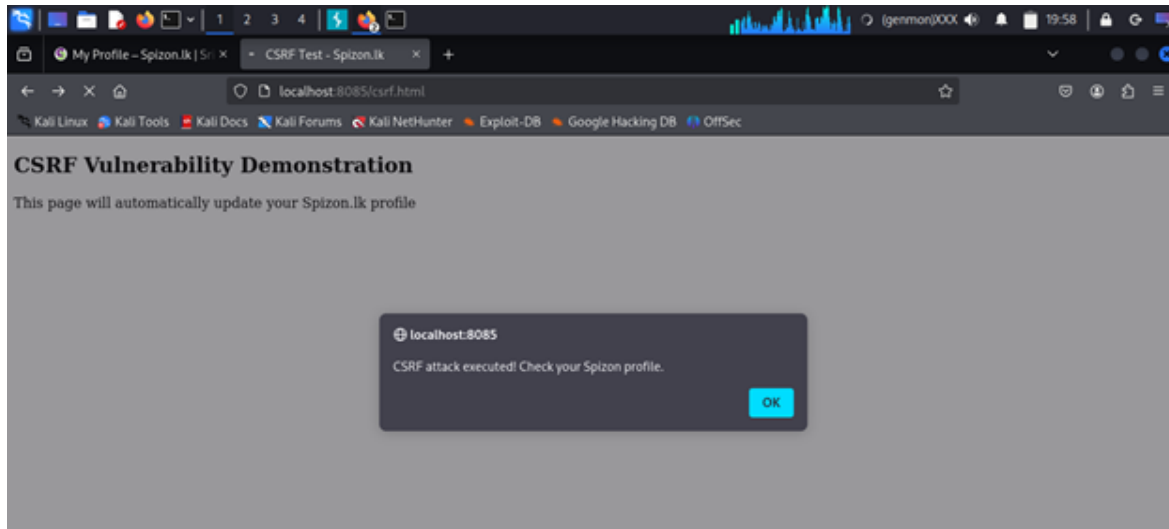 1 2 3 4
(genmon)XXX
19:58
My Profile – Spizon.lk | Sri
CSRF Test - Spizon.lk
localhost:8085/csrf.html
Kali Linux Kali Tools Kali Docs Kali Forums Kali NetHunter Exploit-DB Google Hacking DB OffSec
CSRF Vulnerability Demonstration
This page will automatically update your Spizon.lk profile
localhost:8085
CSRF attack executed! Check your Spizon profile.
OK